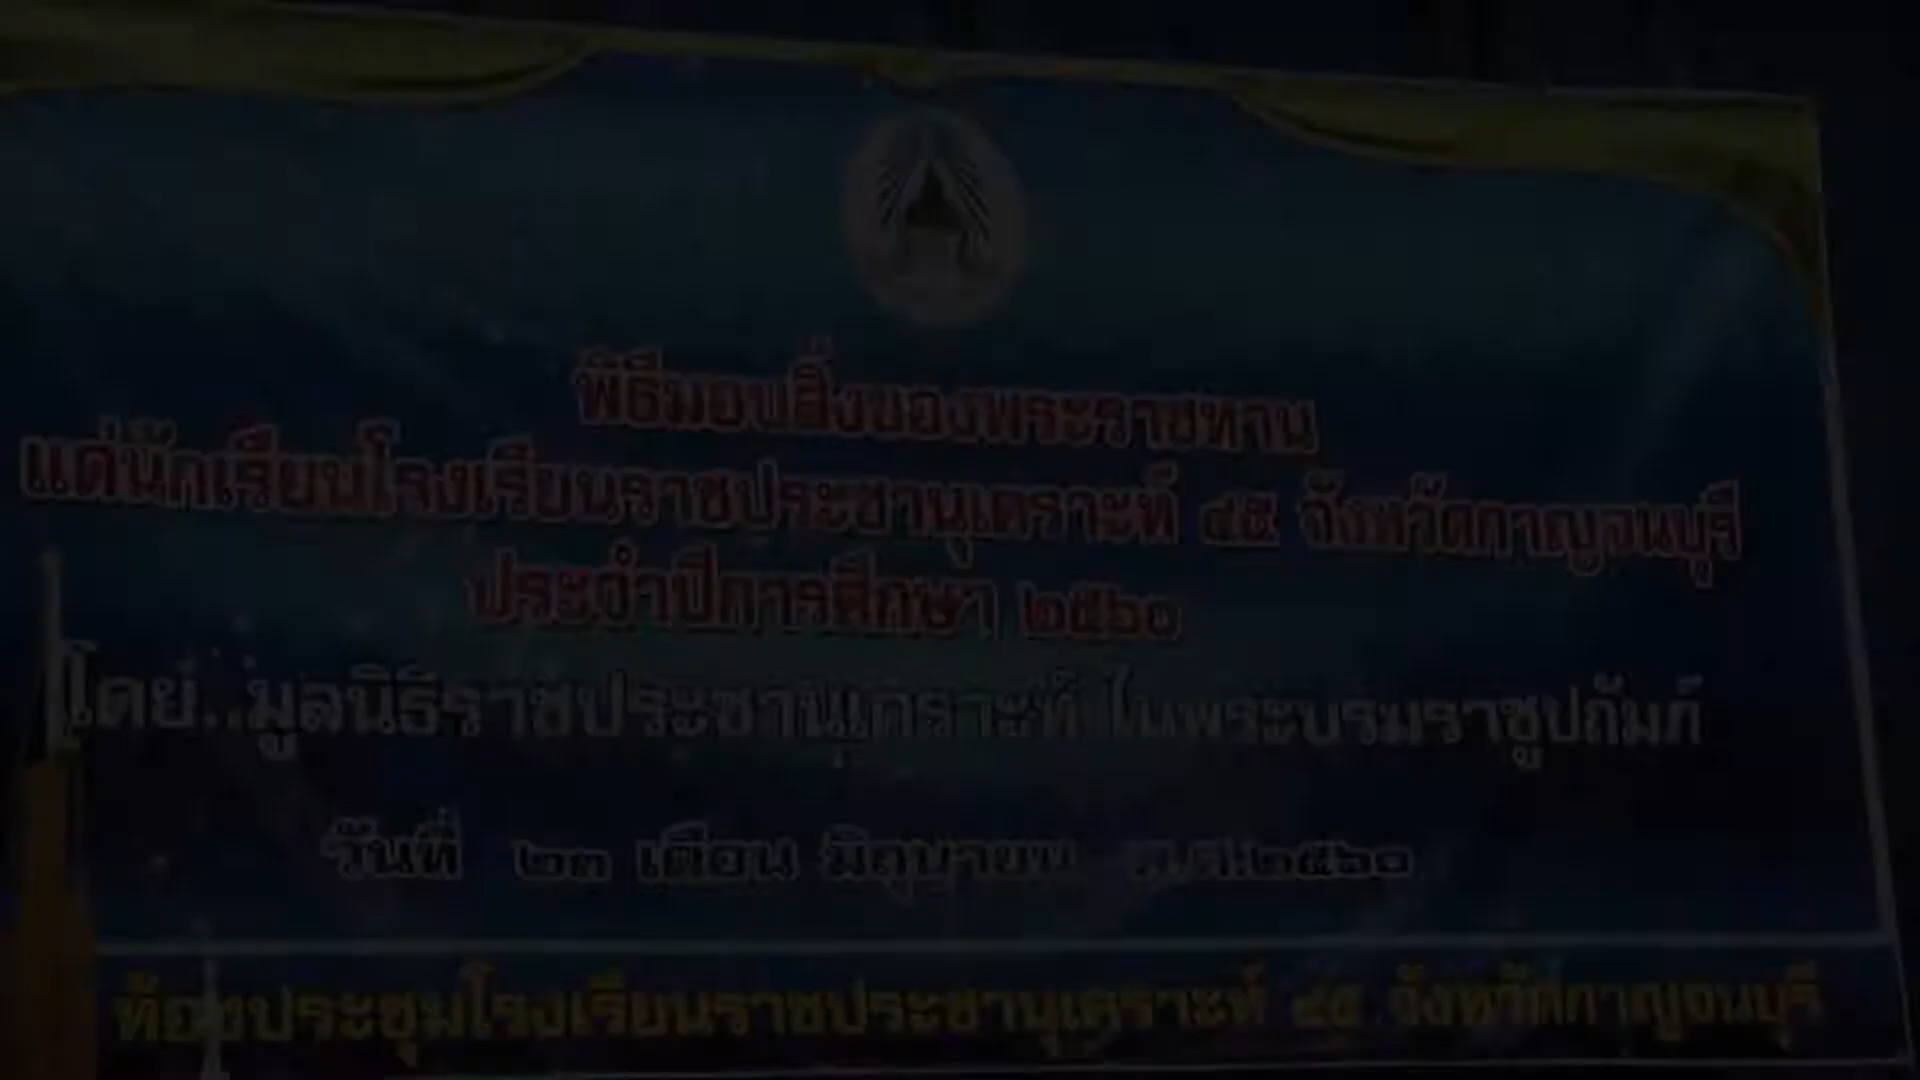 พิธีมอบสิ่งของพระราชทาน
แด่นักเรียนโรงเรียนราชประชานุเคราะห์ ๔๕ จังหวัดกาญจนบุรี
ประจำปีการศึกษา ๒๕๖๐
โดย..มูลนิธิราชประชานุเคราะห์ ในพระบรมราชูปถัมภ์
วันที่ ๒๓ เดือน มิถุนายน พ.ศ.๒๕๖๐
ห้องประชุมโรงเรียนราชประชานุเคราะห์ ๔๕ จังหวัดกาญจนบุรี